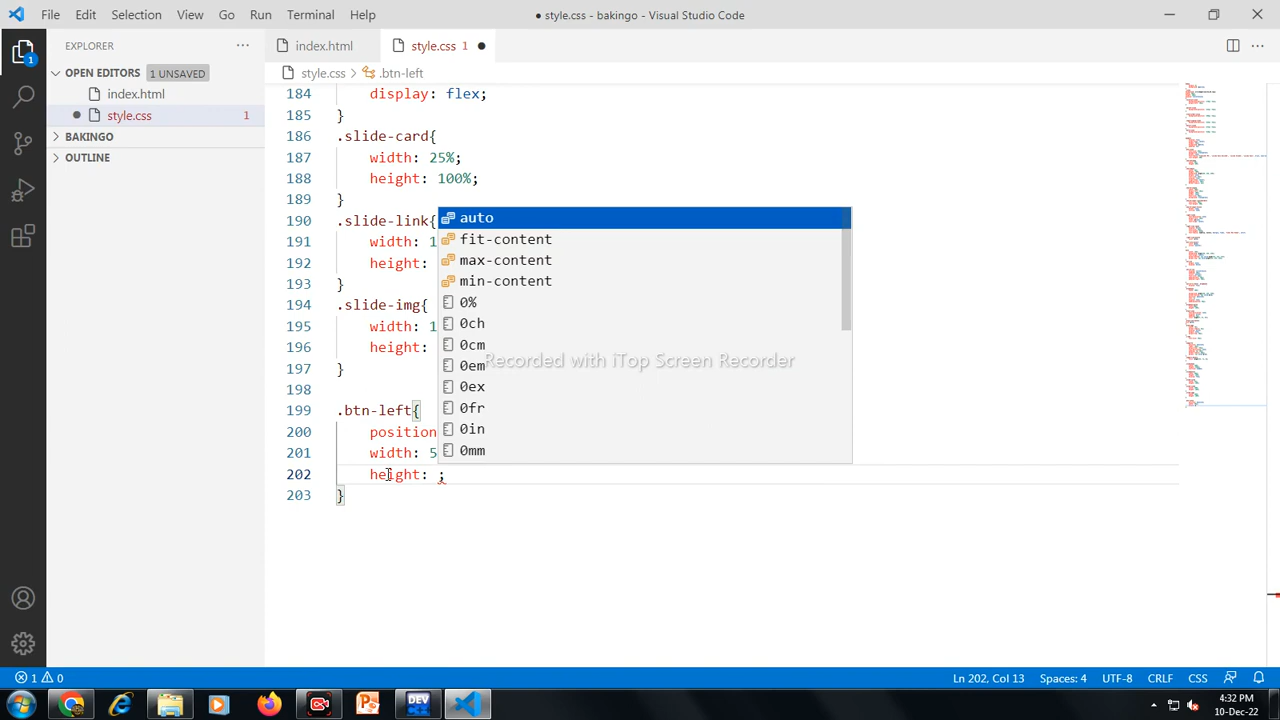 File Edit Selection View Go Run Terminal Help
● style.css - bakingo - Visual Studio Code
EXPLORER
index.html
style.css 1 ●
OPEN EDITORS 1 UNSAVED
style.css > .btn-left
index.html
style.css 1
BAKINGO
OUTLINE
184 display: flex;
185
186 .slide-card{
187 width: 25%;
188 height: 100%;
189
190 .slide-link{
191 width: 1
192 height:
193
194 .slide-img{
195 width: 1
196 height:
197 }
198
199 .btn-left{
200 position
201 width: 5
202 height: ;
203 }
auto
fit-content
max-content
min-content
0%
0ch
0cm
0em
0ex
0fr
0in
0mm
Recorded with iTop Screen Recorder
1 0
Ln 202, Col 13 Spaces: 4 UTF-8 CRLF CSS
DEV
4:32 PM
10-Dec-22